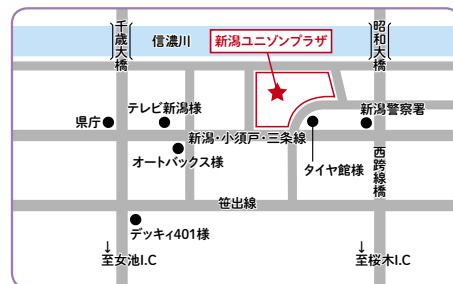 千歳大橋
信濃川
新潟ユニゾンプラザ
昭和大橋
県庁
テレビ新潟様
新潟警察署
新潟・小須戸・三条線
オートバックス様
タイヤ館様
西跨線橋
笹出線
デッキィ401様
↓
至女池I.C
↓
至桜木I.C